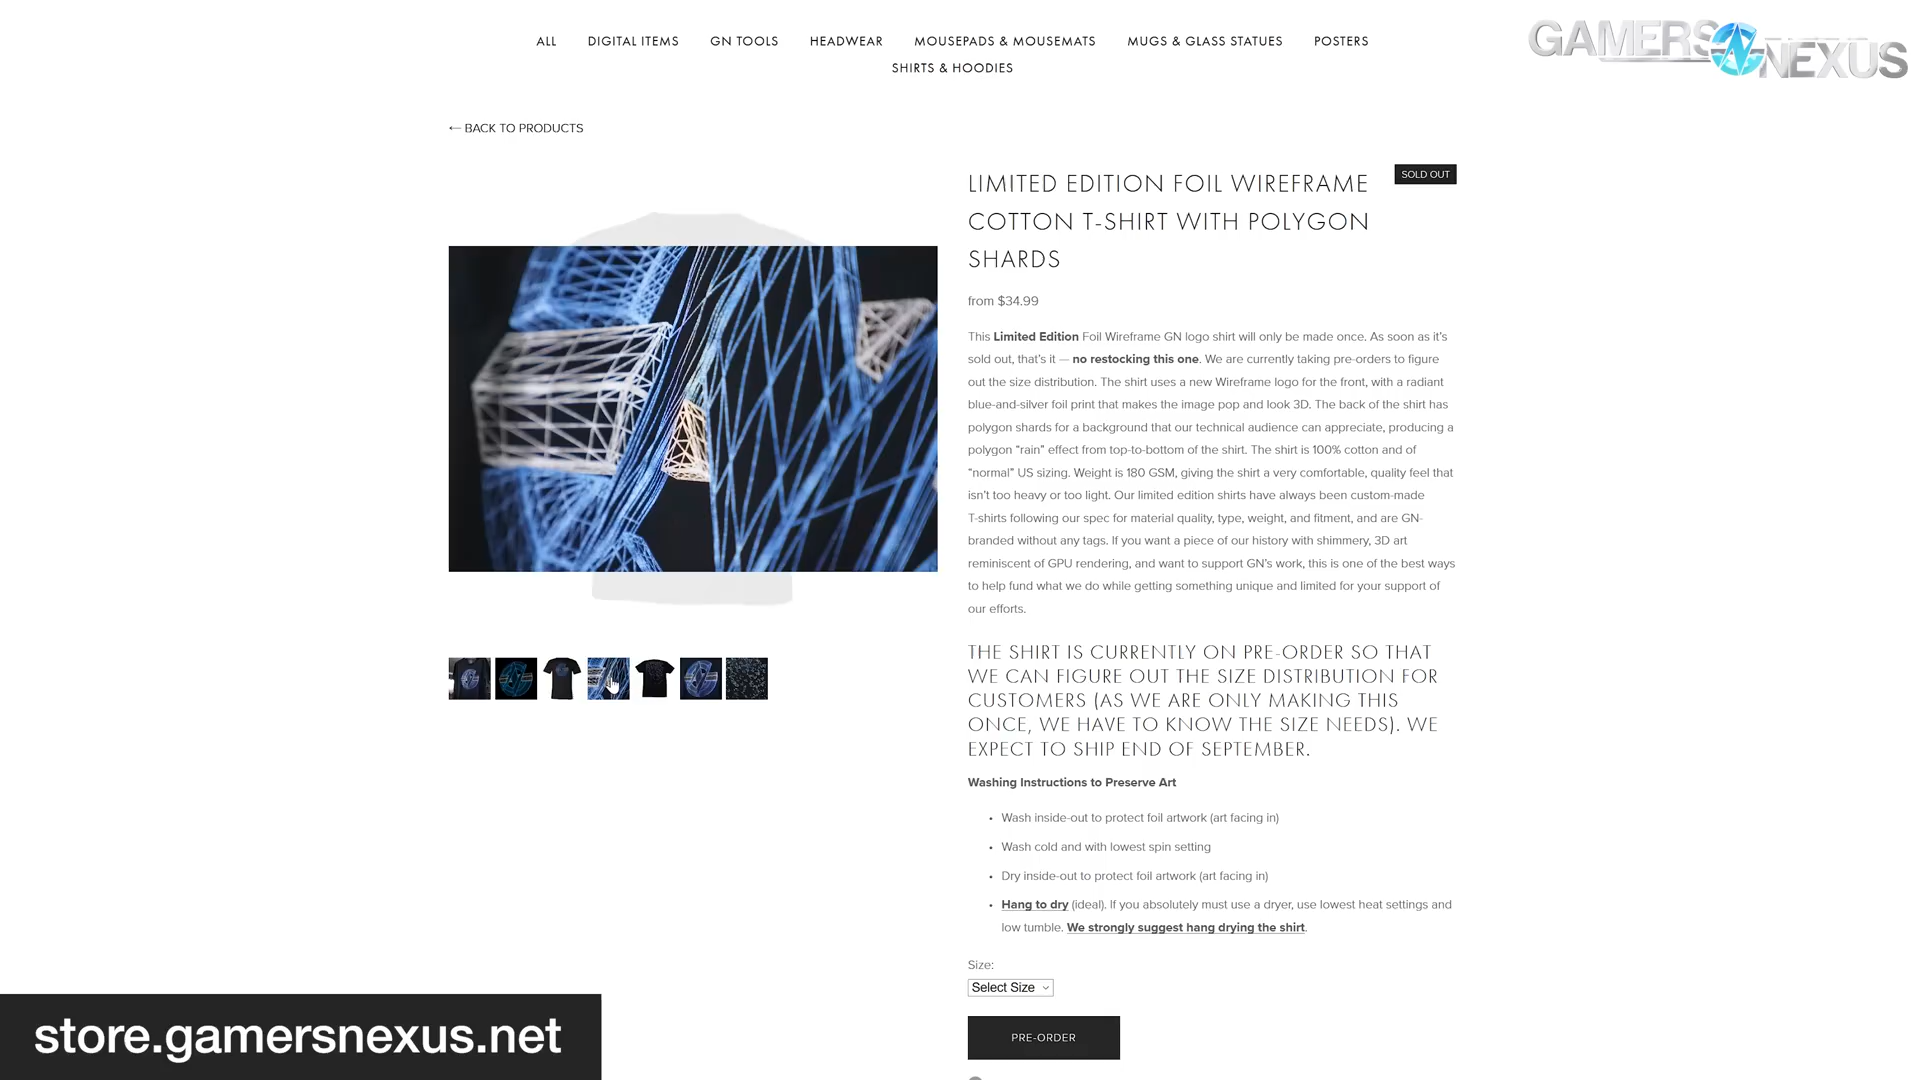 ALL DIGITAL ITEMS GN TOOLS HEADWEAR MOUSEPADS & MOUSEMATS MUGS & GLASS STATUES POSTERS
SHIRTS & HOODIES
GAMERS NEXUS
← BACK TO PRODUCTS
LIMITED EDITION FOIL WIREFRAME
COTTON T-SHIRT WITH POLYGON
SHARDS
SOLD OUT
from $34.99
This Limited Edition Foil Wireframe GN logo shirt will only be made once. As soon as it’s
sold out, that’s it — no restocking this one. We are currently taking pre-orders to figure
out the size distribution. The shirt uses a new Wireframe logo for the front, with a radiant
blue-and-silver foil print that makes the image pop and look 3D. The back of the shirt has
polygon shards for a background that our technical audience can appreciate, producing a
polygon “rain” effect from top-to-bottom of the shirt. The shirt is 100% cotton and of
“normal” US sizing. Weight is 180 GSM, giving the shirt a very comfortable, quality feel that
isn’t too heavy or too light. Our limited edition shirts have always been custom-made
T-shirts following our spec for material quality, type, weight, and fitment, and are GN-
branded without any tags. If you want a piece of our history with shimmery, 3D art
reminiscent of GPU rendering, and want to support GN’s work, this is one of the best ways
to help fund what we do while getting something unique and limited for your support of
our efforts.
THE SHIRT IS CURRENTLY ON PRE-ORDER SO THAT
WE CAN FIGURE OUT THE SIZE DISTRIBUTION FOR
CUSTOMERS (AS WE ARE ONLY MAKING THIS
ONCE, WE HAVE TO KNOW THE SIZE NEEDS). WE
EXPECT TO SHIP END OF SEPTEMBER.
Washing Instructions to Preserve Art
• Wash inside-out to protect foil artwork (art facing in)
• Wash cold and with lowest spin setting
• Dry inside-out to protect foil artwork (art facing in)
• Hang to dry (ideal). If you absolutely must use a dryer, use lowest heat settings and
low tumble. We strongly suggest hang drying the shirt.
Size:
Select Size
PRE-ORDER
store.gamersnexus.net